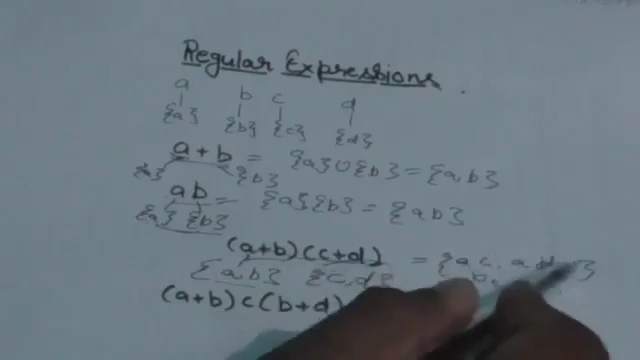 Regular Expressions .
a b c d
{a} {b} {c} {d}
a + b = {a} ∪ {b} = {a, b}
{a} {b}
ab = {a} {b} = {ab}
{a} {b}
(a+b) (c+d) = {ac, ad, }
{a b} {c, d}
(a+b) c (b+d)